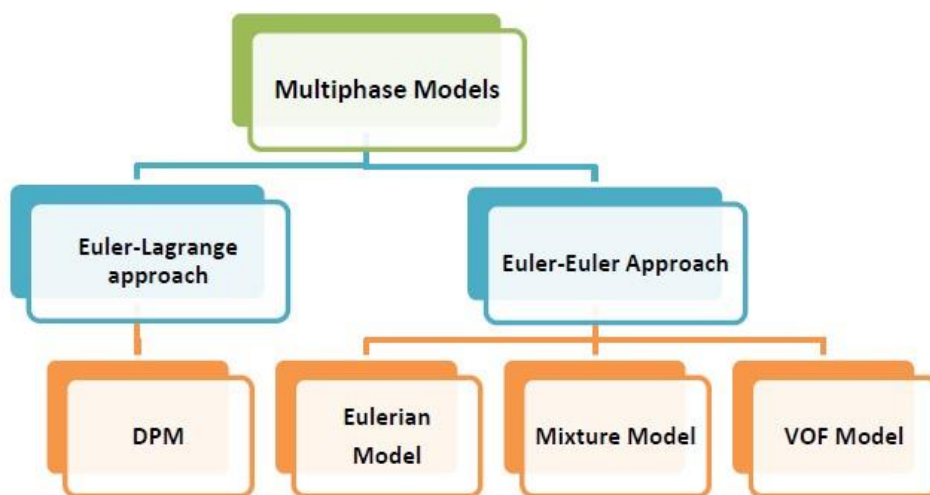 Multiphase Models
Euler-Lagrange
approach
Euler-Euler Approach
DPM
Eulerian
Model
Mixture Model
VOF Model